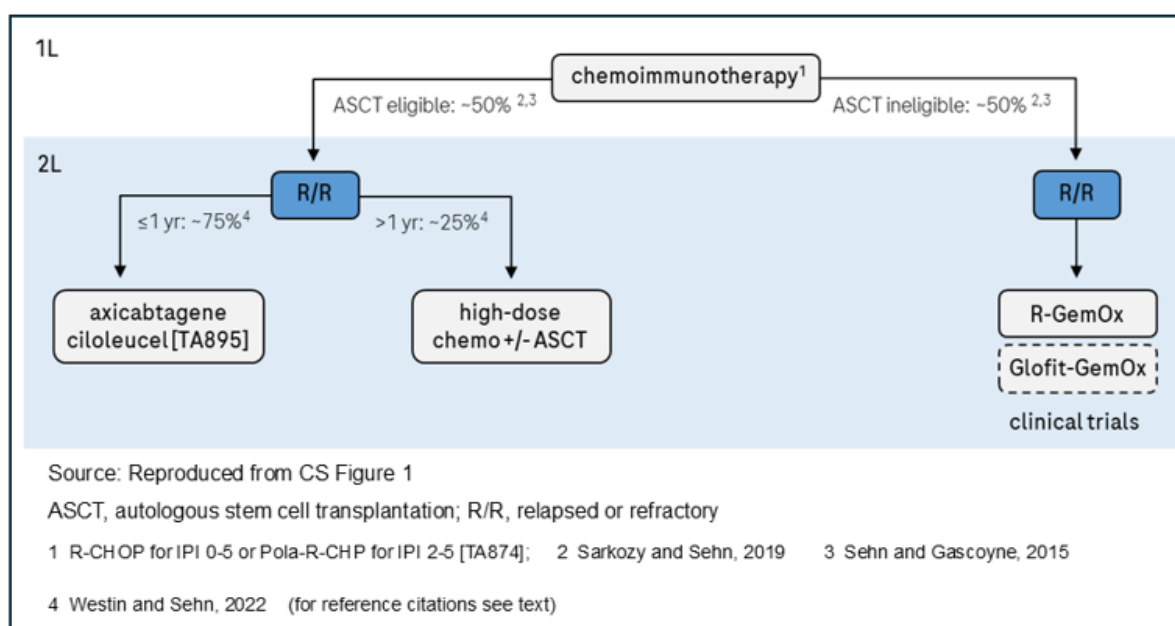 1L
chemoimmunotherapy¹
ASCT eligible: ~50% ²,³
ASCT ineligible: ~50% ²,³
2L
R/R
R/R
≤1 yr: ~75%⁴
>1 yr: ~25%⁴
axicabtagene
ciloleucel [TA895]
high-dose
chemo +/- ASCT
R-GemOx
Glofit-GemOx
clinical trials
Source: Reproduced from CS Figure 1
ASCT, autologous stem cell transplantation; R/R, relapsed or refractory
1 R-CHOP for IPI 0-5 or Pola-R-CHP for IPI 2-5 [TA874]; 2 Sarkozy and Sehn, 2019 3 Sehn and Gascoyne, 2015
4 Westin and Sehn, 2022 (for reference citations see text)